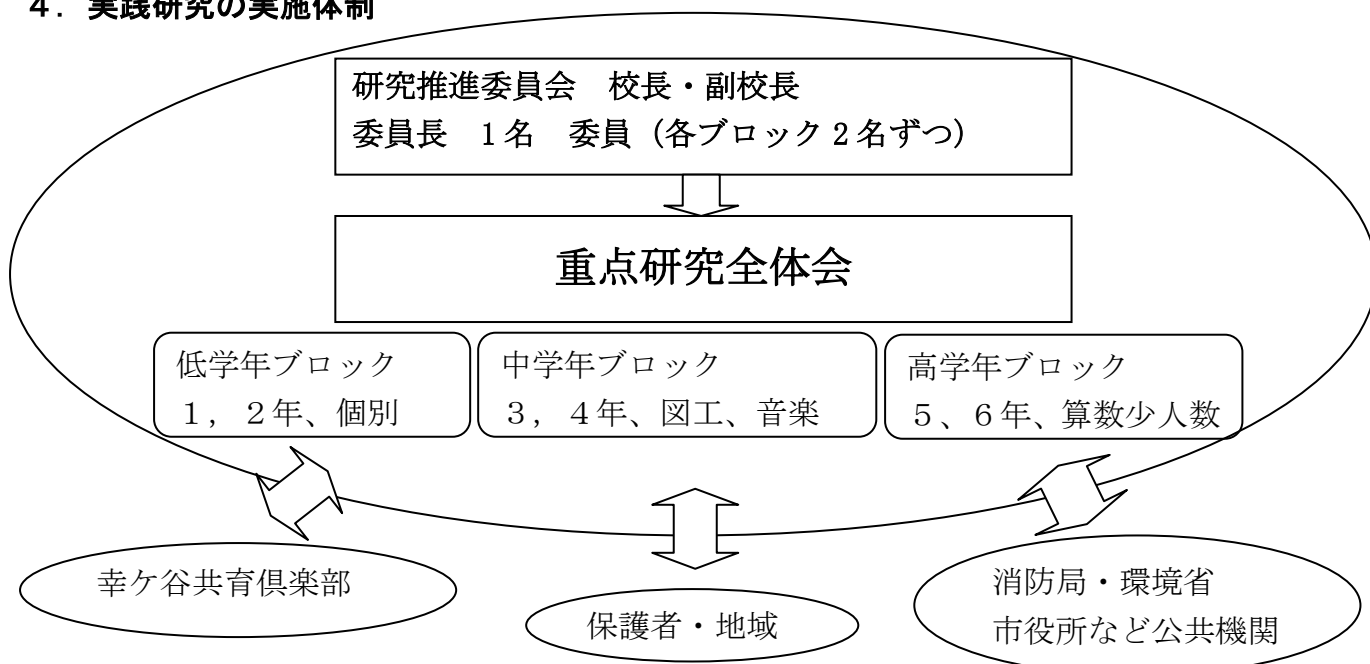 ４．実践研究の実施体制
研究推進委員会　校長・副校長
委員長　1名　委員（各ブロック2名ずつ）
重点研究全体会
低学年ブロック
１，２年、個別
中学年ブロック
３，４年、図工、音楽
高学年ブロック
５、６年、算数少人数
幸ケ谷共育倶楽部
保護者・地域
消防局・環境省
市役所など公共機関